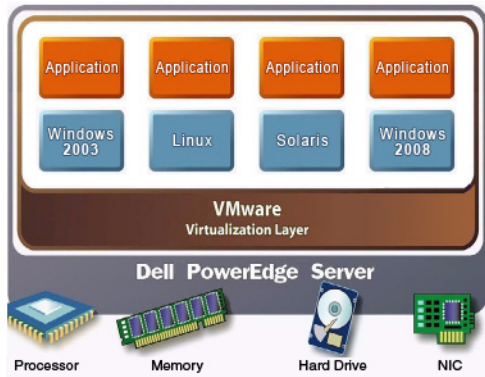 Application Application Application Application
Windows 2003 Linux Solaris Windows 2008
VMware
Virtualization Layer
Dell PowerEdge Server
Processor Memory Hard Drive NIC